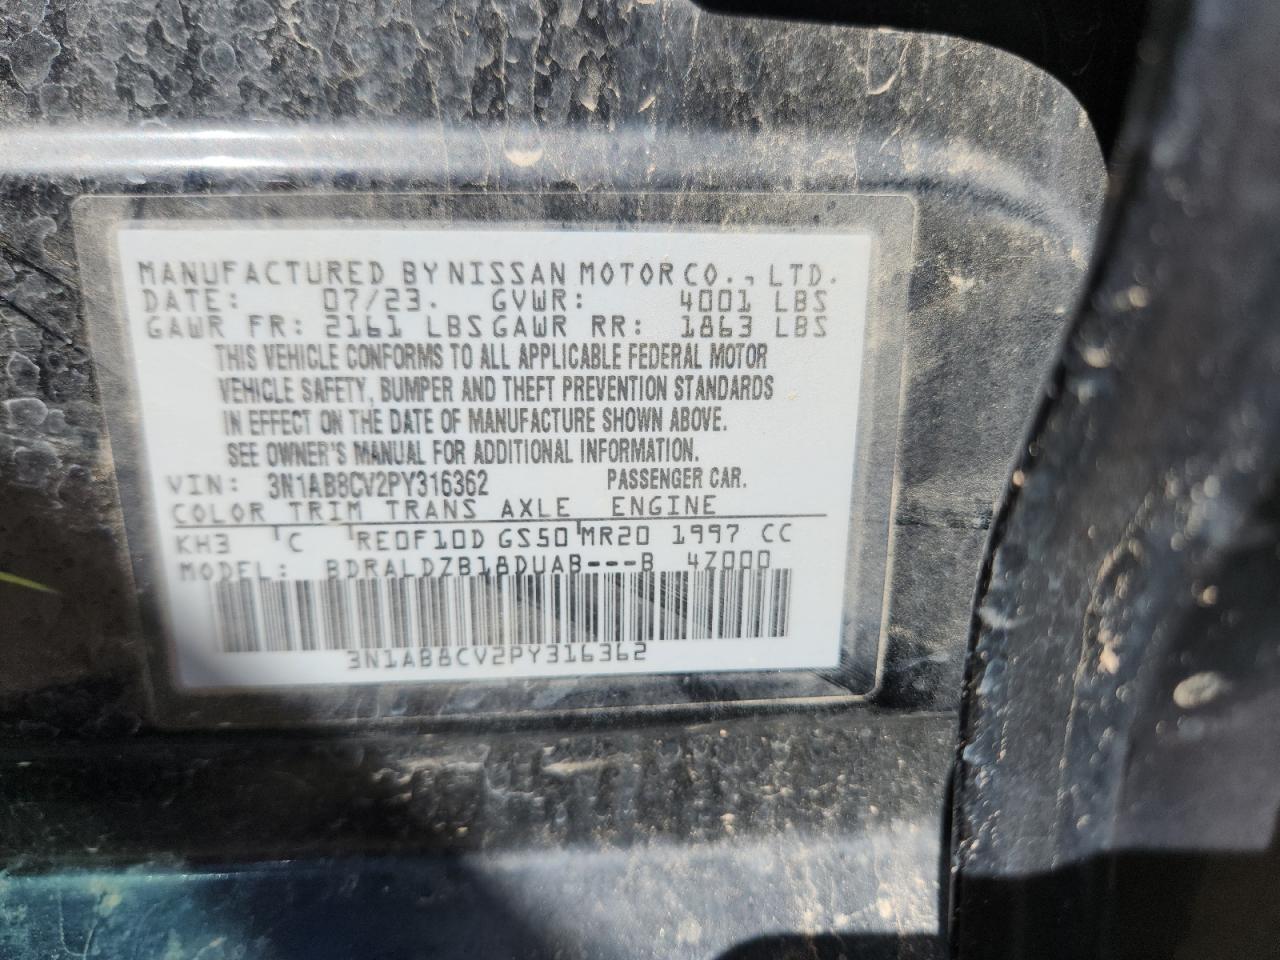 MANUFACTURED BY NISSAN MOTOR CO., LTD.
DATE: 07/23. GVWR: 4001 LBS
GAWR FR: 2161 LBS GAWR RR: 1863 LBS
THIS VEHICLE CONFORMS TO ALL APPLICABLE FEDERAL MOTOR
VEHICLE SAFETY, BUMPER AND THEFT PREVENTION STANDARDS
IN EFFECT ON THE DATE OF MANUFACTURE SHOWN ABOVE.
SEE OWNER'S MANUAL FOR ADDITIONAL INFORMATION.
VIN: 3N1AB8CV2PY316362 PASSENGER CAR.
COLOR TRIM TRANS AXLE ENGINE
KH3 C RE0F10D GS50 MR20 1997 CC
MODEL: BDRALDZB18DUAB---B 4Z000
3N1AB8CV2PY316362